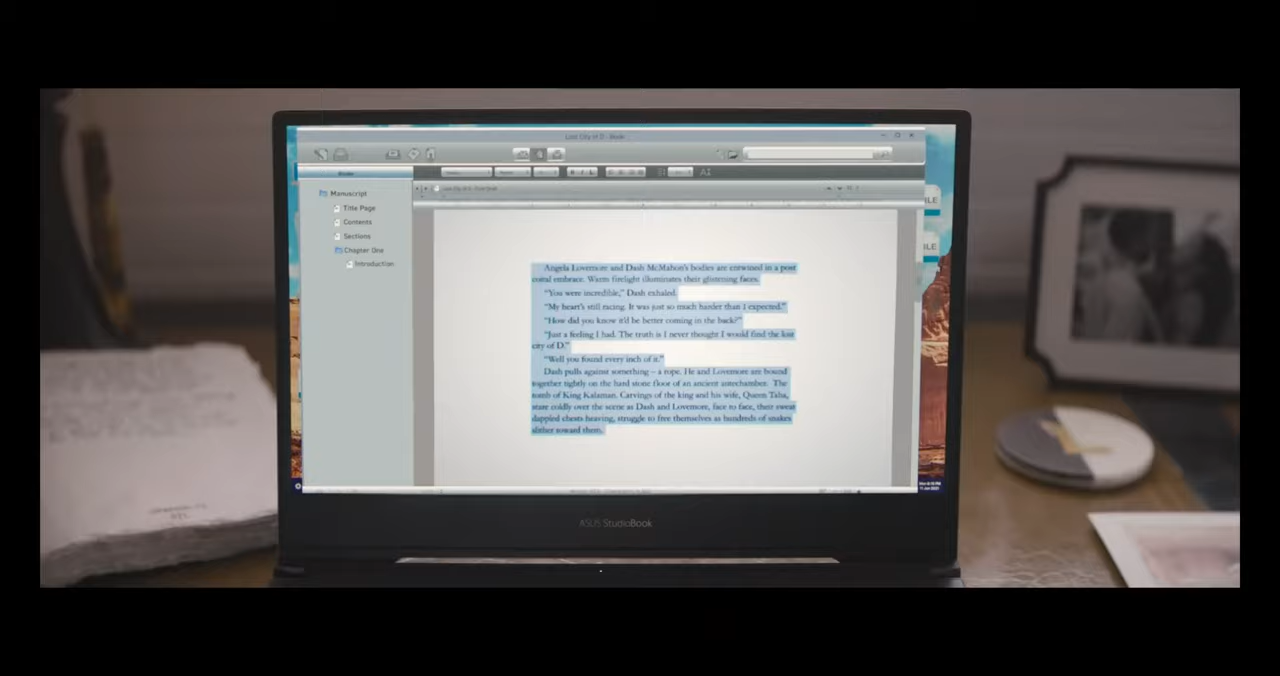 Lost City of D - Book
Manuscript
Title Page
Contents
Sections
Chapter One
Introduction
Angela Lovemore and Dash McMahon's bodies are entwined in a post
coital embrace. Warm firelight illuminates their glistening faces.
"You were incredible," Dash exhaled.
"My heart's still racing. It was just so much harder than I expected."
"How did you know it'd be better coming in the back?"
"Just a feeling I had. The truth is I never thought I would find the lost
city of D."
"Well you found every inch of it."
Dash pulls against something – a rope. He and Lovemore are bound
together tightly on the hard stone floor of an ancient antechamber. The
tomb of King Kalaman. Carvings of the king and his wife, Queen Taha,
stare coldly over the scene as Dash and Lovemore, face to face, their sweat
dappled chests heaving, struggle to free themselves as hundreds of snakes
slither toward them.
ILE
ILE
ASUS StudioBook